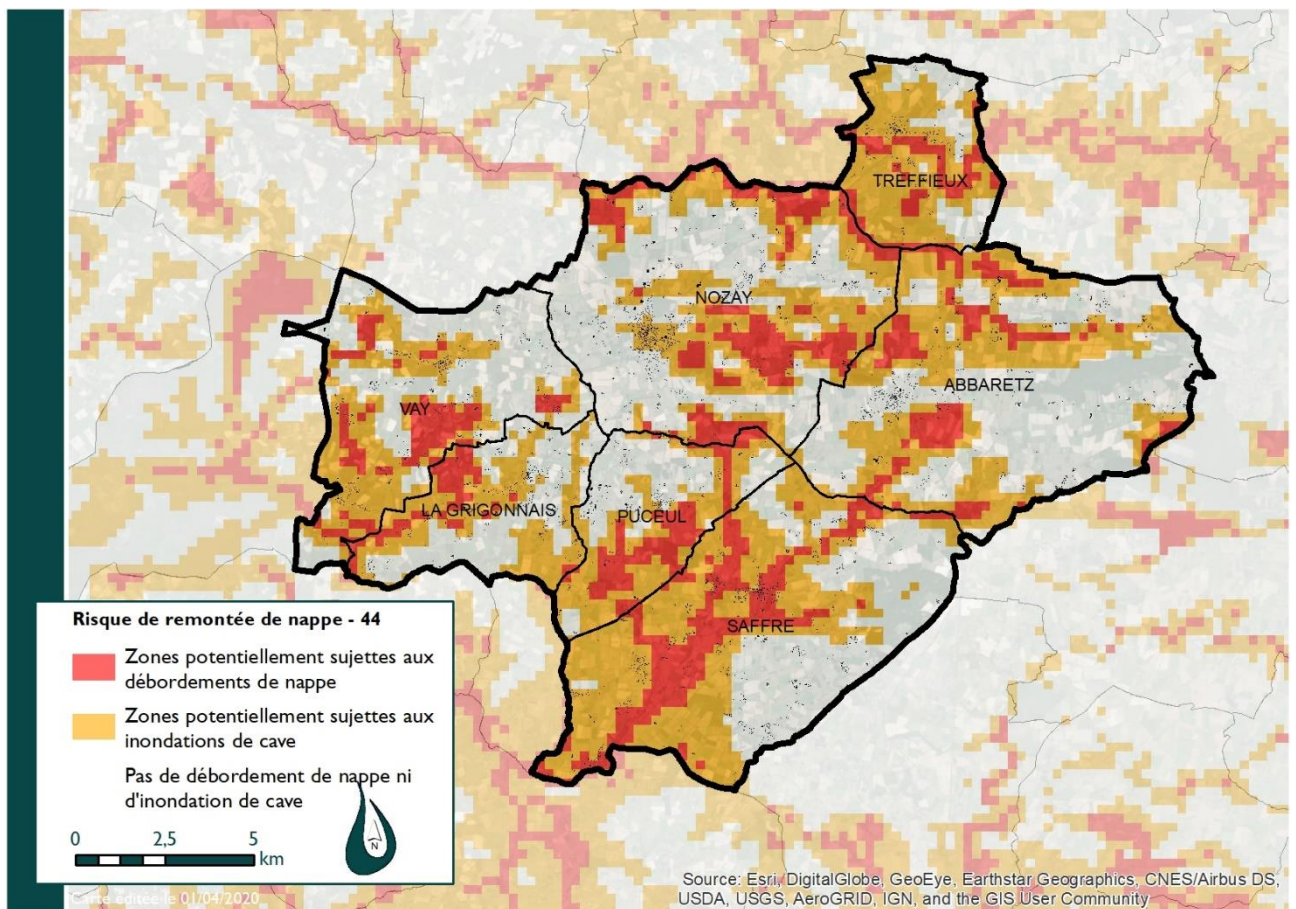 TREFFIEUX
NOZAY
ABBARETZ
VAY
LA GRIGONNAIS
PUCEUL
SAFFRE
Risque de remontée de nappe - 44
Zones potentiellement sujettes aux
débordements de nappe
Zones potentiellement sujettes aux
inondations de cave
Pas de débordement de nappe ni
d'inondation de cave
N
0 2,5 5
km
Carte éditée le 01/04/2020
Source: Esri, DigitalGlobe, GeoEye, Earthstar Geographics, CNES/Airbus DS,
USDA, USGS, AeroGRID, IGN, and the GIS User Community